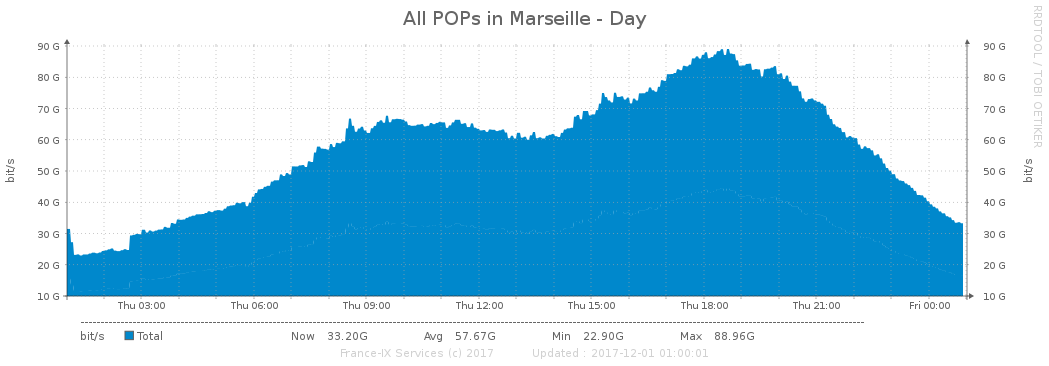 All POPs in Marseille - Day
RRDTOOL / TOBI OETIKER
bit/s
bit/s
90 G 90 G
80 G 80 G
70 G 70 G
60 G 60 G
50 G 50 G
40 G 40 G
30 G 30 G
20 G 20 G
10 G 10 G
Thu 03:00 Thu 06:00 Thu 09:00 Thu 12:00 Thu 15:00 Thu 18:00 Thu 21:00 Fri 00:00
bit/s Total Now 33.20G Avg 57.67G Min 22.90G Max 88.96G
France-IX Services (c) 2017 Updated : 2017-12-01 01:00:01